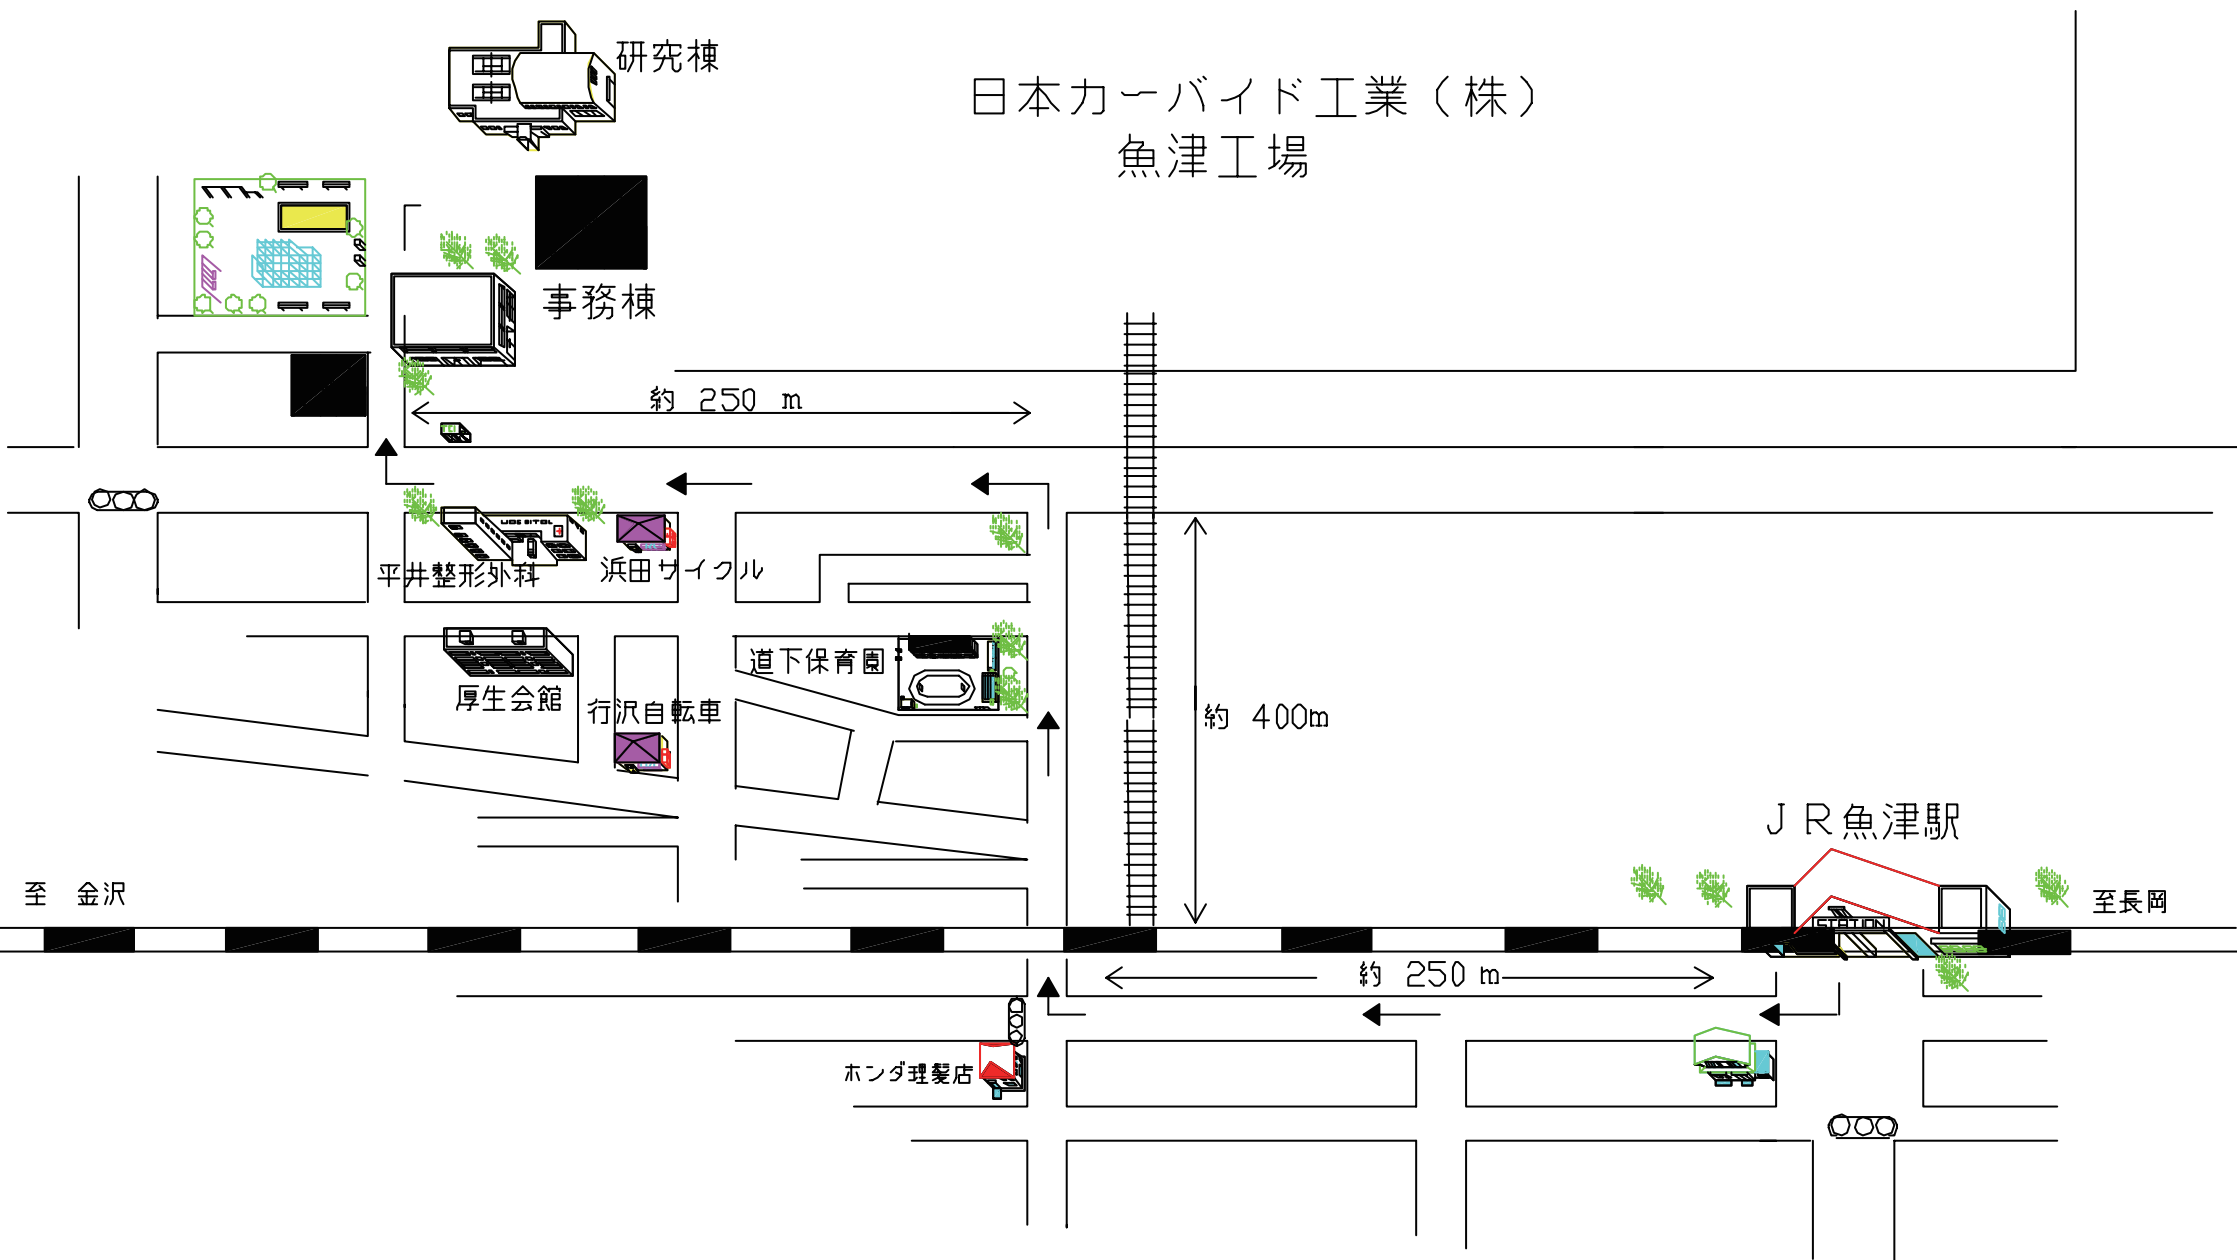 研究棟
日本カーバイド工業（株）
魚津工場
事務棟
約 250 m
平井整形外科
浜田サイクル
道下保育園
厚生会館
行沢自転車
約 400m
JR魚津駅
至 金沢
至長岡
STATION
約 250 m
ホンダ理髪店